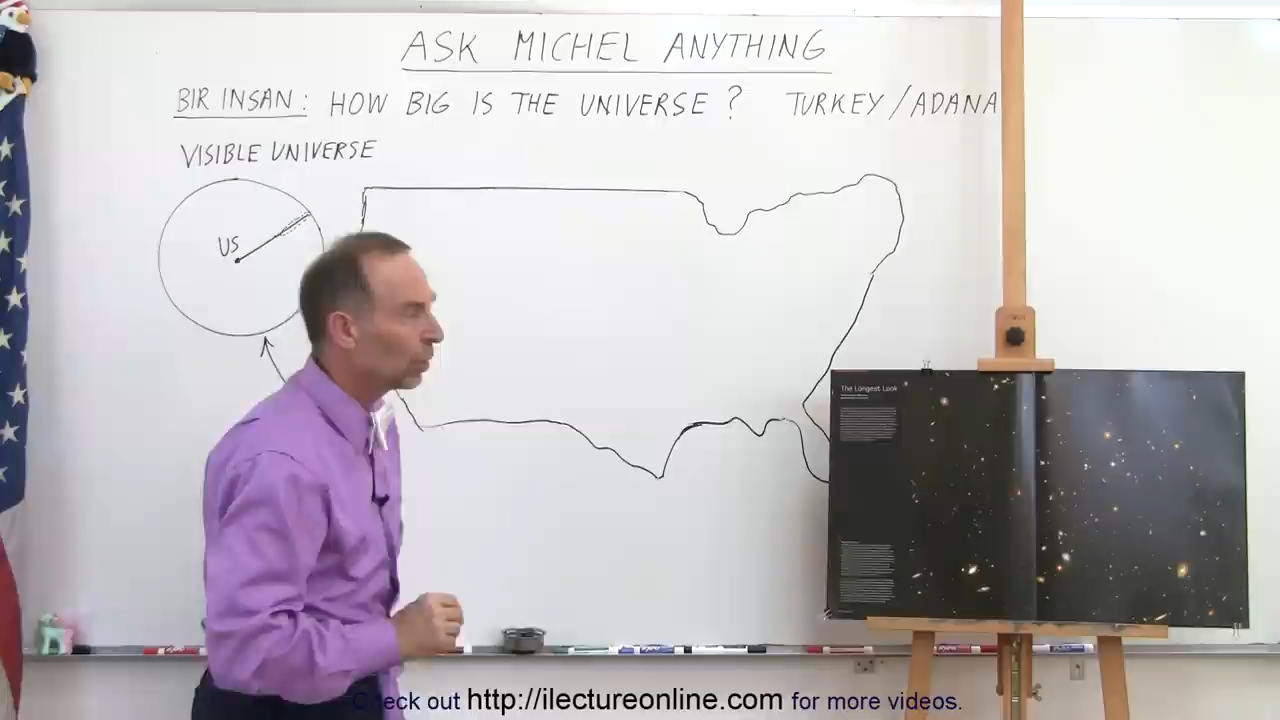 ASK MICHEL ANYTHING
BIR INSAN: HOW BIG IS THE UNIVERSE? TURKEY/ADANA
VISIBLE UNIVERSE
US
The Longest Look
Check out http://ilectureonline.com for more videos.